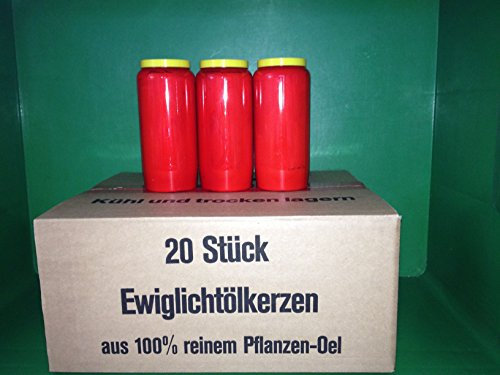 Kühl und trocken lagern
20 Stück
Ewiglichtölkerzen
aus 100% reinem Pflanzen-Oel